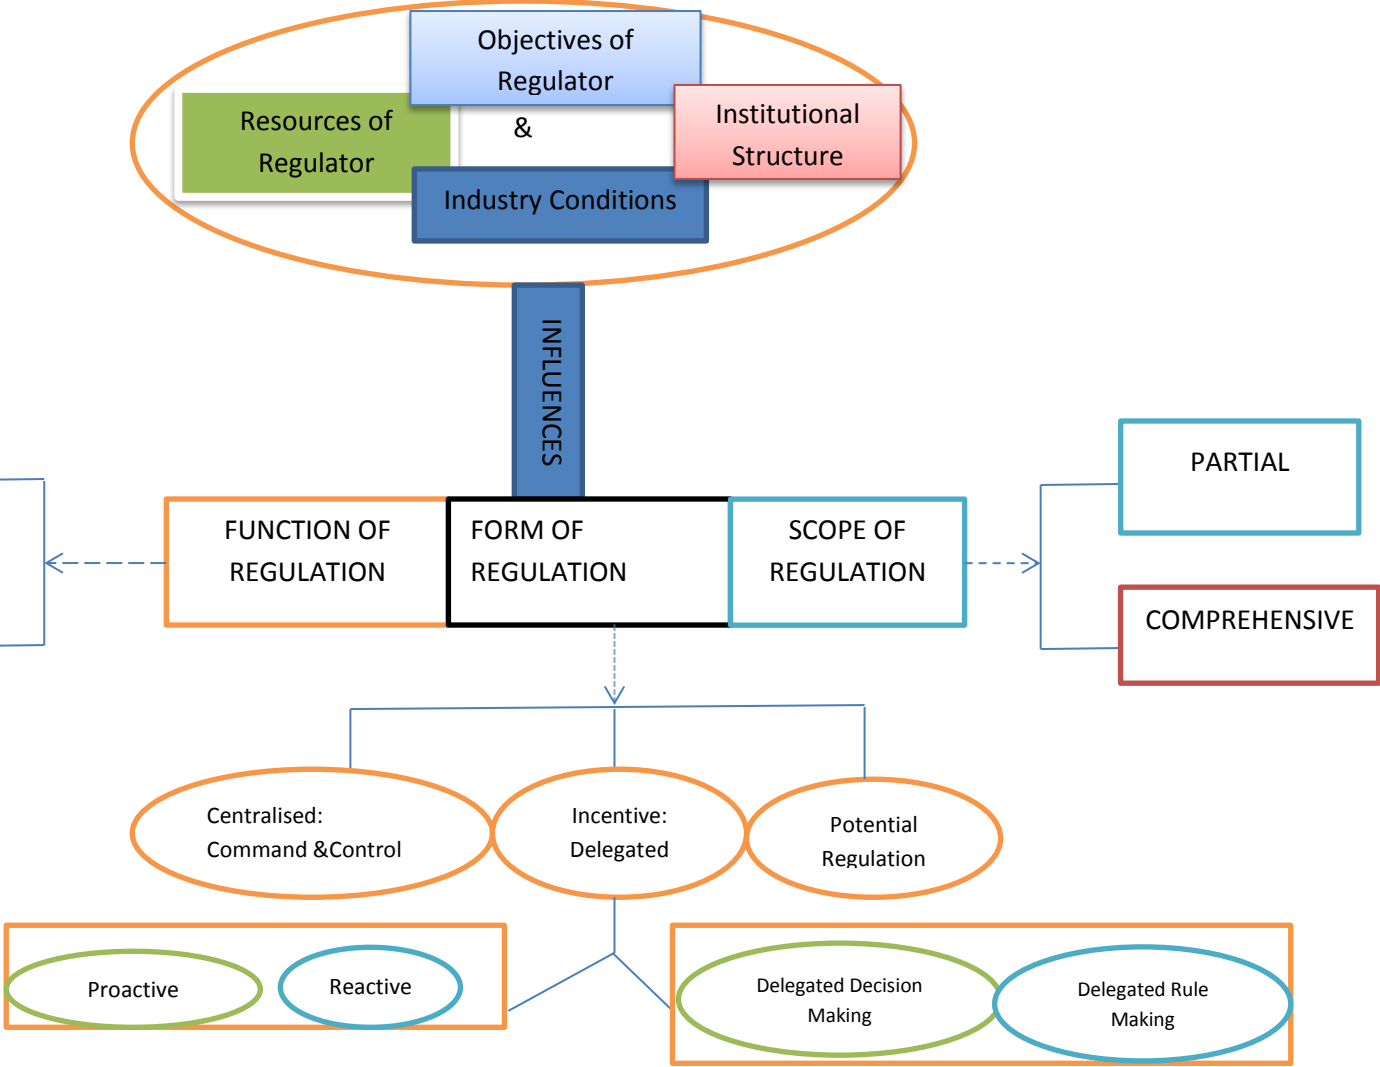 Objectives of
Regulator
Resources of
Regulator
&
Institutional
Structure
Industry Conditions
INFLUENCES
PARTIAL
FUNCTION OF
REGULATION
FORM OF
REGULATION
SCOPE OF
REGULATION
COMPREHENSIVE
Centralised:
Command &Control
Incentive:
Delegated
Potential
Regulation
Proactive
Reactive
Delegated Decision
Making
Delegated Rule
Making